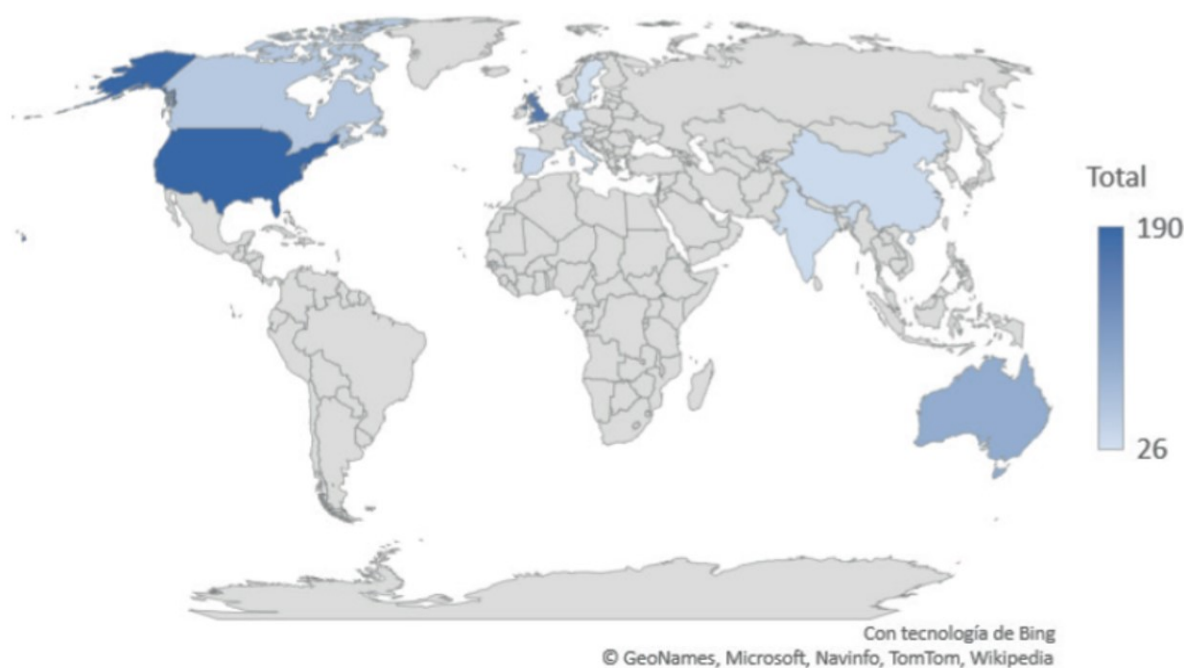 Total
190
26
Con tecnología de Bing
© GeoNames, Microsoft, Navinfo, TomTom, Wikipedia